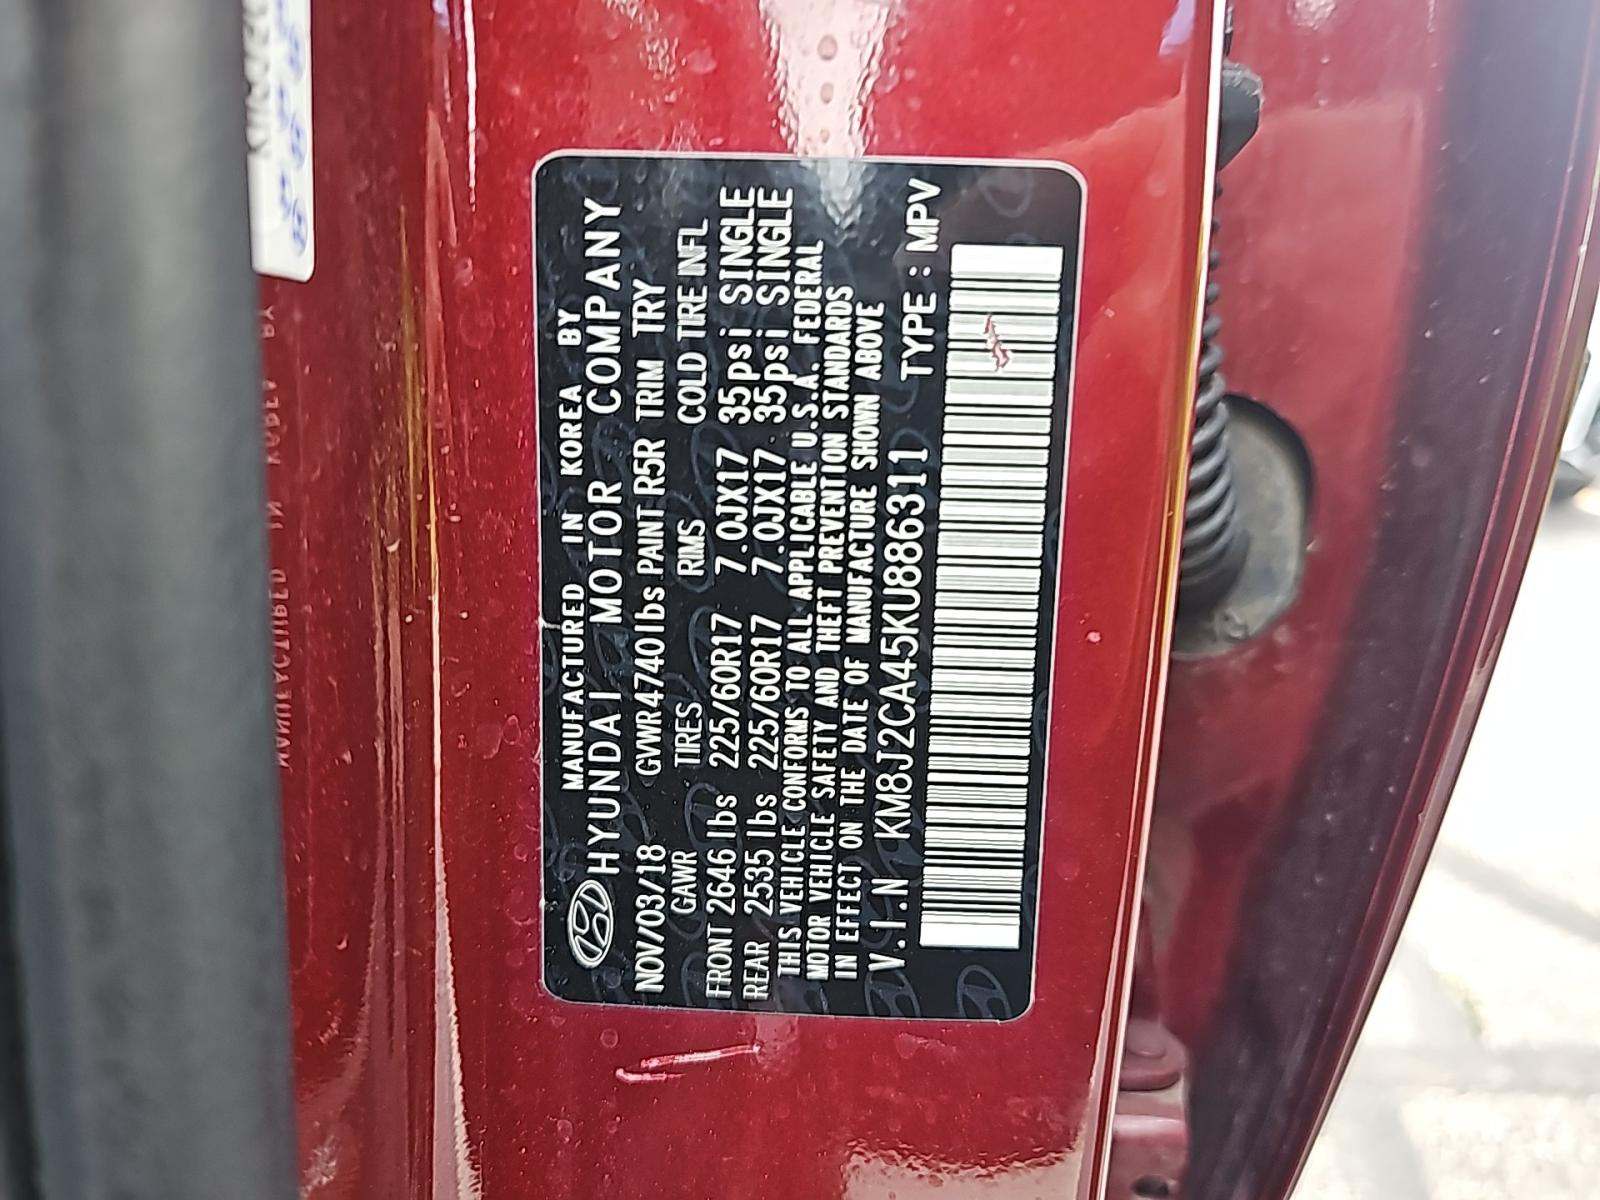 MANUFACTURED IN KOREA BY
HYUNDAI MOTOR COMPANY
NOV/03/18 GVWR4740lbs PAINT R5R TRIM TRY
GAWR TIRES RIMS COLD TIRE INFL
FRONT 2646 lbs 225/60R17 7.0JX17 35psi SINGLE
REAR 2535 lbs 225/60R17 7.0JX17 35psi SINGLE
THIS VEHICLE CONFORMS TO ALL APPLICABLE U.S.A. FEDERAL
MOTOR VEHICLE SAFETY AND THEFT PREVENTION STANDARDS
IN EFFECT ON THE DATE OF MANUFACTURE SHOWN ABOVE
V.I.N KM8J2CA45KU886311 TYPE : MPV